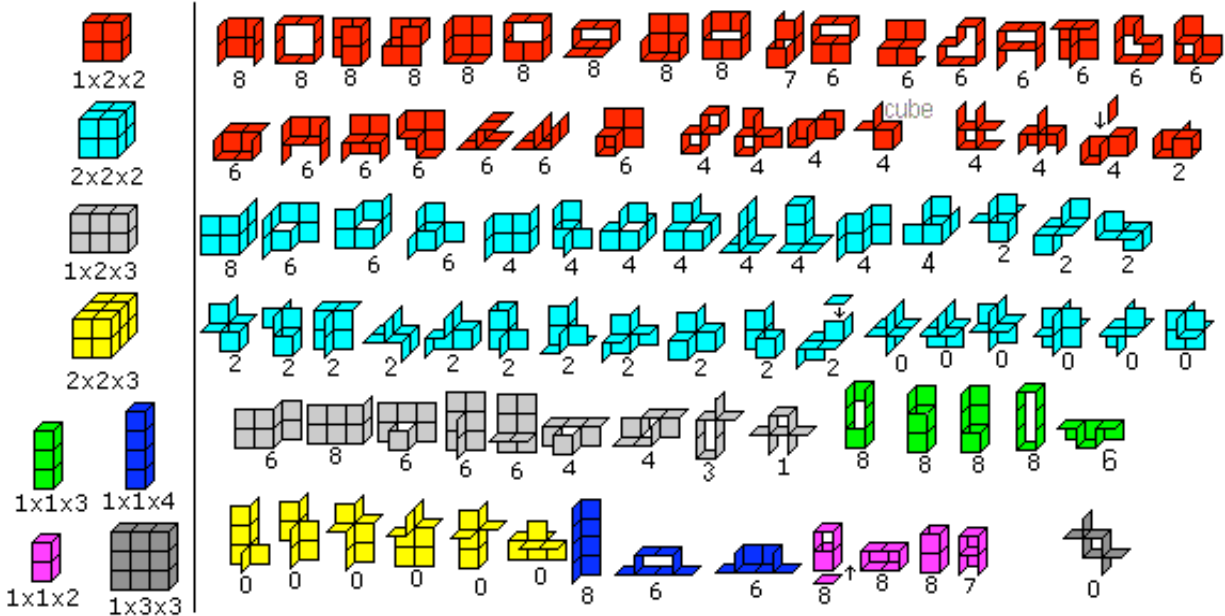 1x2x2
8 8 8 8 8 8 8 8 8 7 6 6 6 6 6 6 6
cube
2x2x2
6 6 6 6 6 6 6 4 4 4 4 4 4 4 2
1x2x3
8 6 6 6 4 4 4 4 4 4 4 4 2 2 2
2x2x3
2 2 2 2 2 2 2 2 2 2 2 0 0 0 0 0 0
1x1x3 1x1x4
6 8 6 6 6 4 4 3 1 8 8 8 8 6
1x1x2 1x3x3
0 0 0 0 0 0 8 6 6 8 8 8 7 0